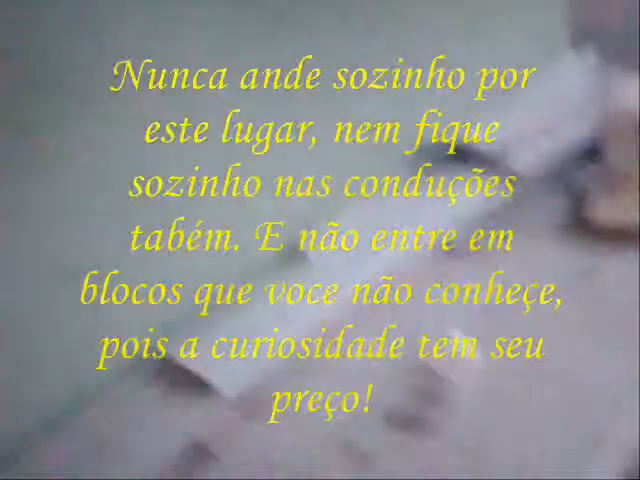 Nunca ande sozinho por
este lugar, nem fique
sozinho nas conduções
tabém. E não entre em
blocos que voce não conheçe,
pois a curiosidade tem seu
preço!